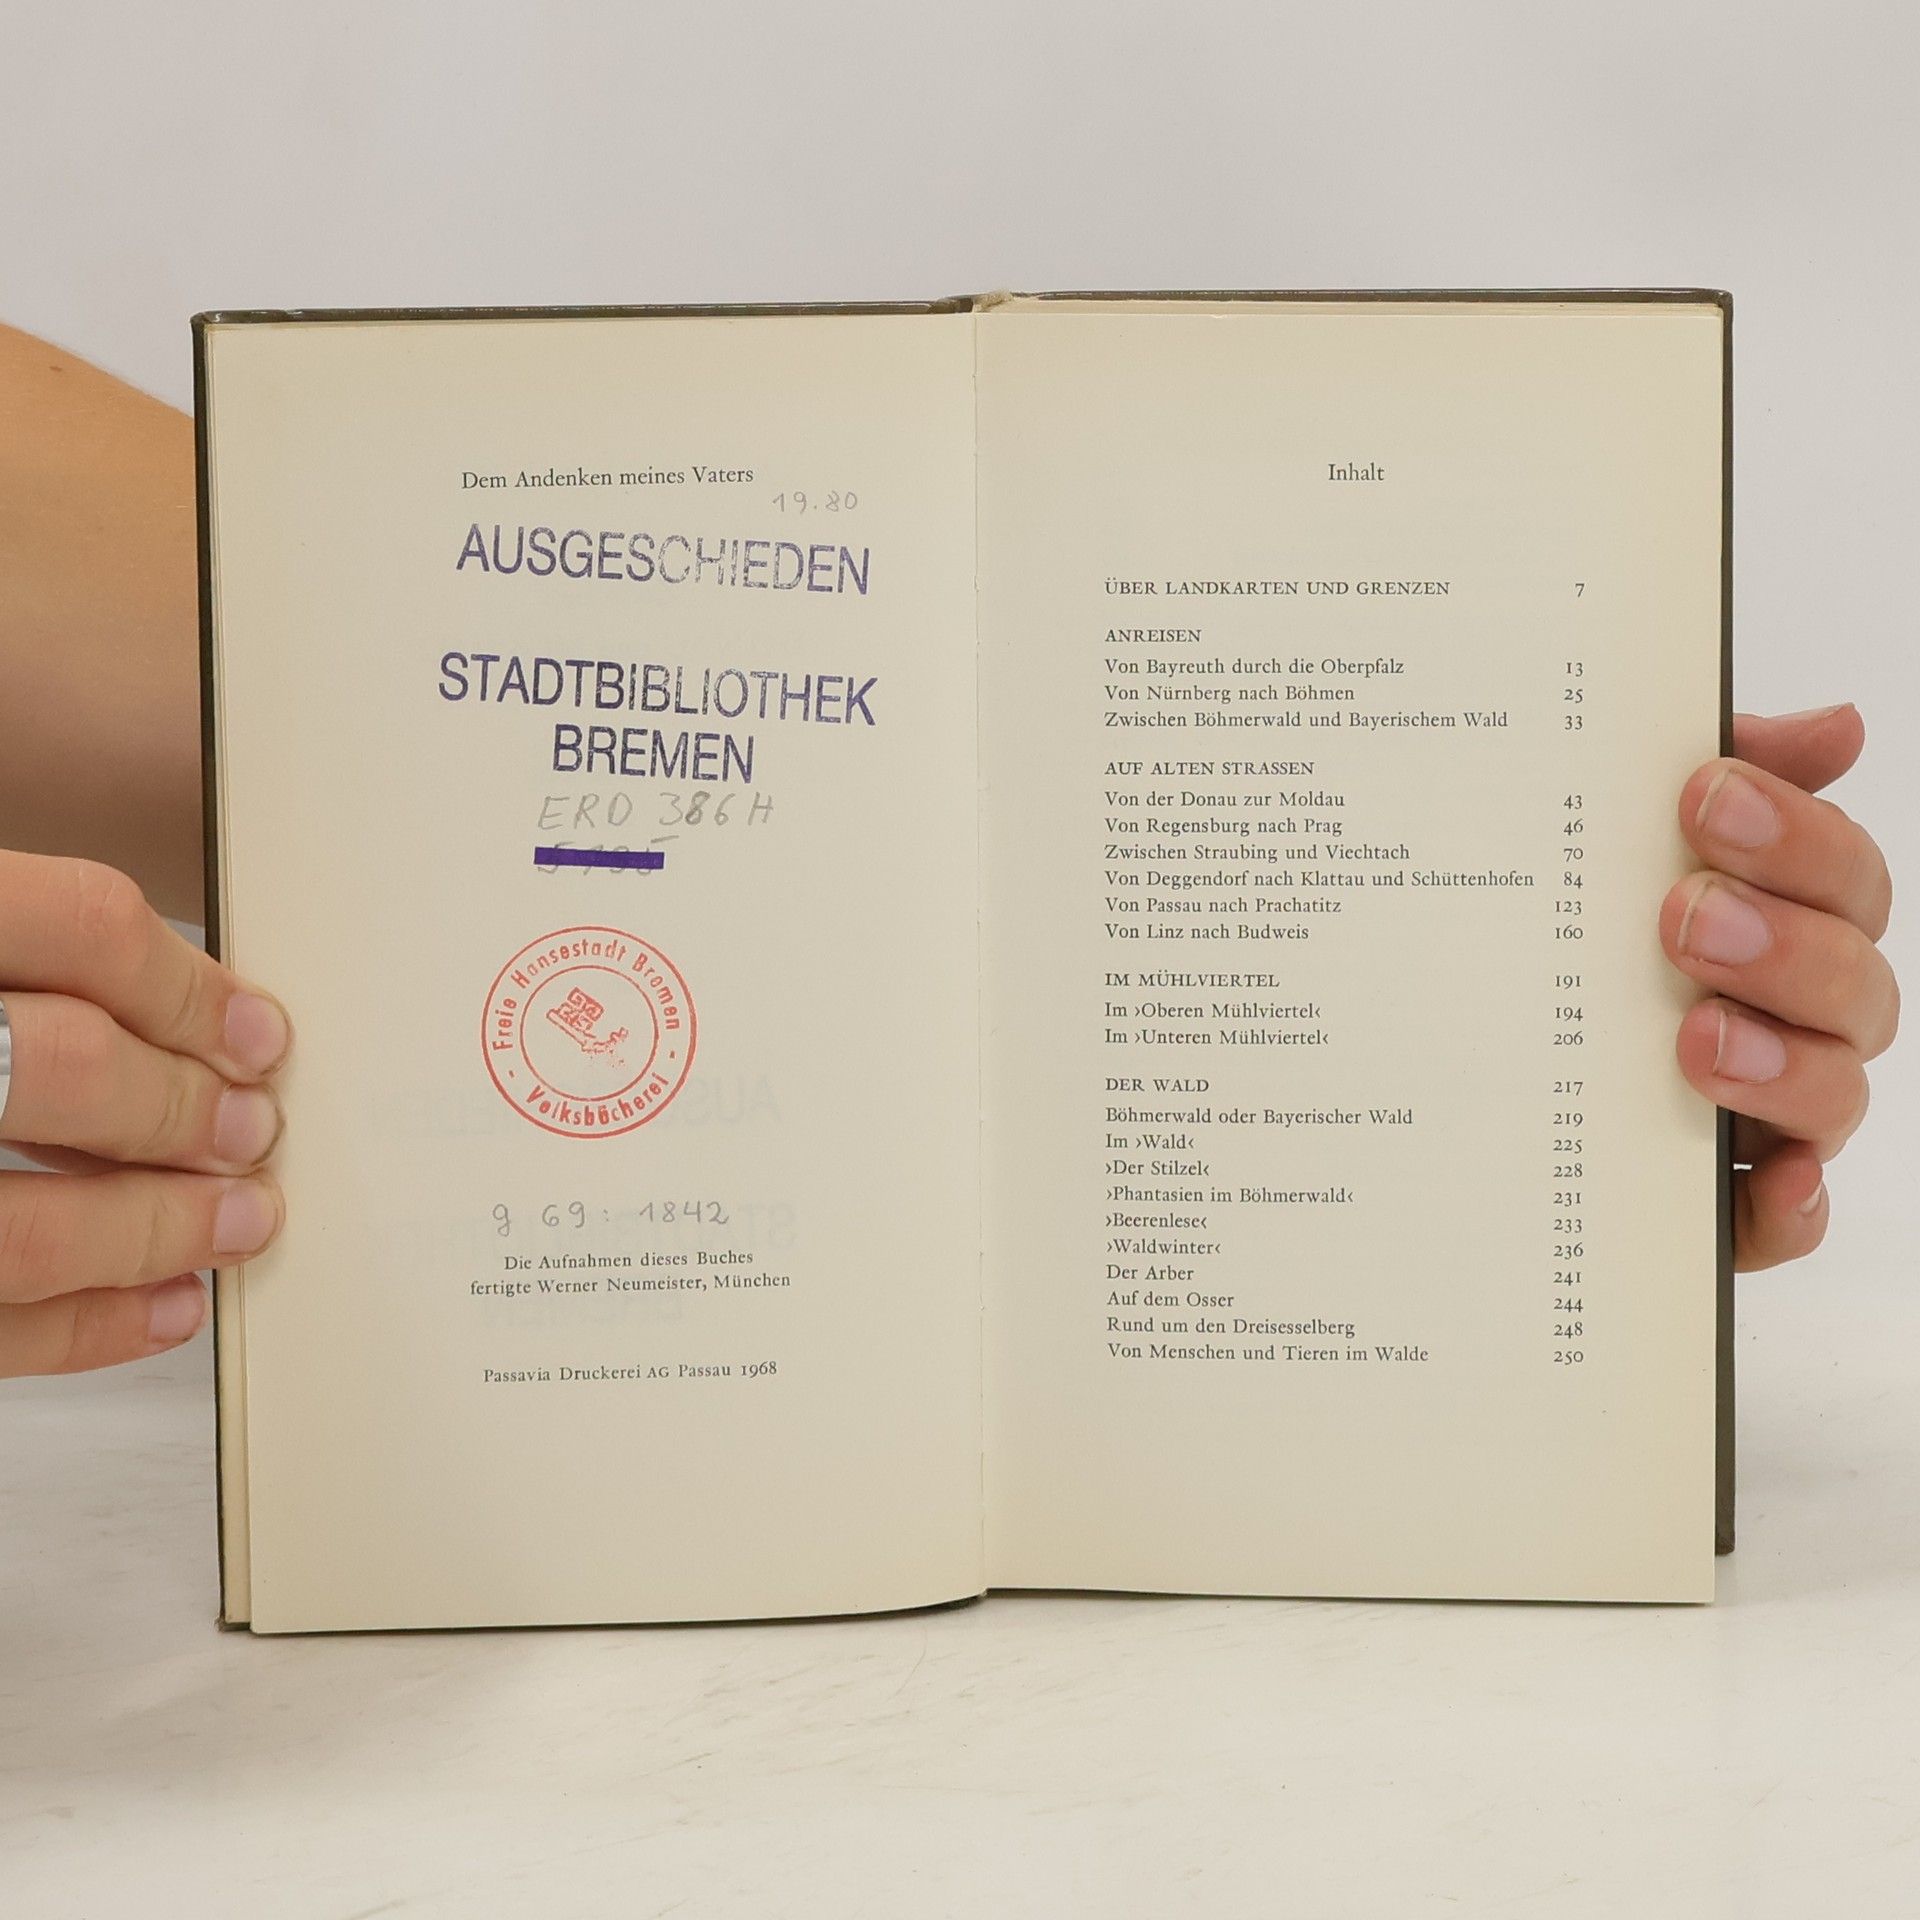 Dem Andenken meines Vaters
19.80
AUSGESCHIEDEN
STADTBIBLIOTHEK
BREMEN
ERD 386 H
Freie Hansestadt Bremen
- Volksbücherei -
g 69: 1842
Die Aufnahmen dieses Buches
fertigte Werner Neumeister, München
Passavia Druckerei AG Passau 1968
Inhalt
ÜBER LANDKARTEN UND GRENZEN 7
ANREISEN
Von Bayreuth durch die Oberpfalz 13
Von Nürnberg nach Böhmen 25
Zwischen Böhmerwald und Bayerischem Wald 33
AUF ALTEN STRASSEN
Von der Donau zur Moldau 43
Von Regensburg nach Prag 46
Zwischen Straubing und Viechtach 70
Von Deggendorf nach Klattau und Schüttenhofen 84
Von Passau nach Prachatitz 123
Von Linz nach Budweis 160
IM MÜHLVIERTEL 191
Im ›Oberen Mühlviertel‹ 194
Im ›Unteren Mühlviertel‹ 206
DER WALD 217
Böhmerwald oder Bayerischer Wald 219
Im ›Wald‹ 225
›Der Stilzel‹ 228
›Phantasien im Böhmerwald‹ 231
›Beerenlese‹ 233
›Waldwinter‹ 236
Der Arber 241
Auf dem Osser 244
Rund um den Dreisesselberg 248
Von Menschen und Tieren im Walde 250